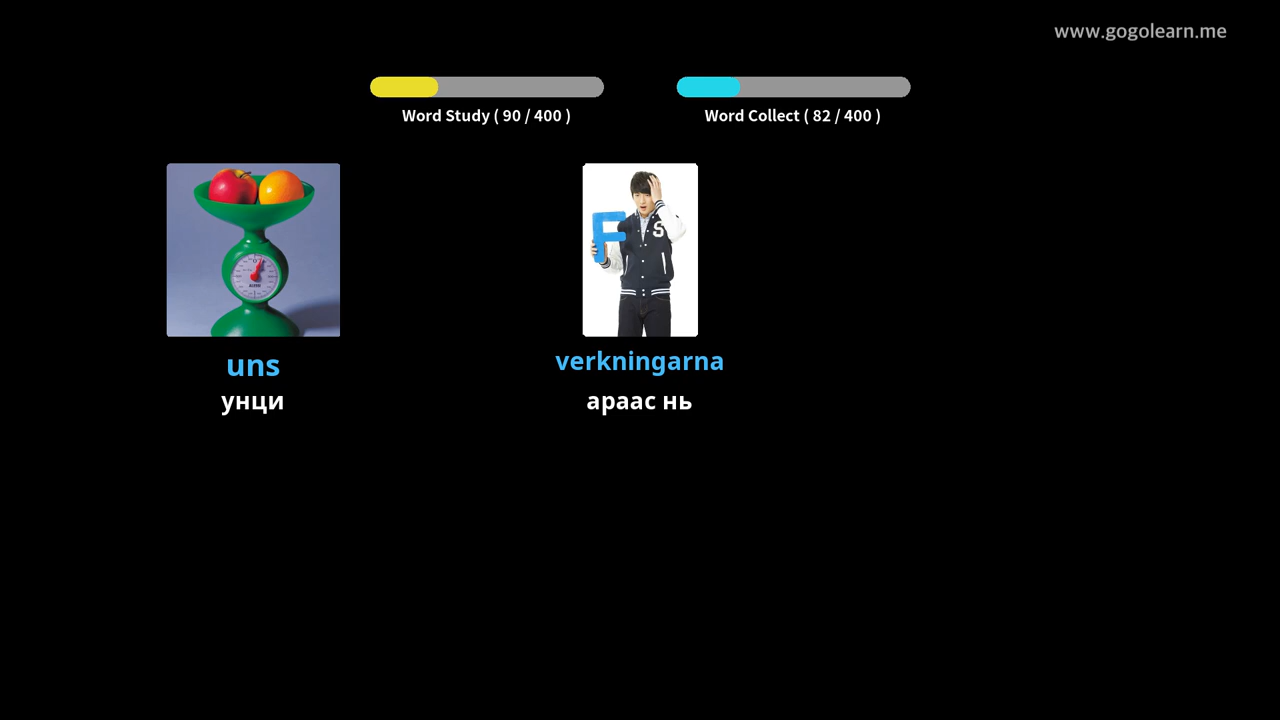 www.gogolearn.me
Word Study ( 90 / 400 )
Word Collect ( 82 / 400 )
F
S
uns
verkningarna
унци
араас нь